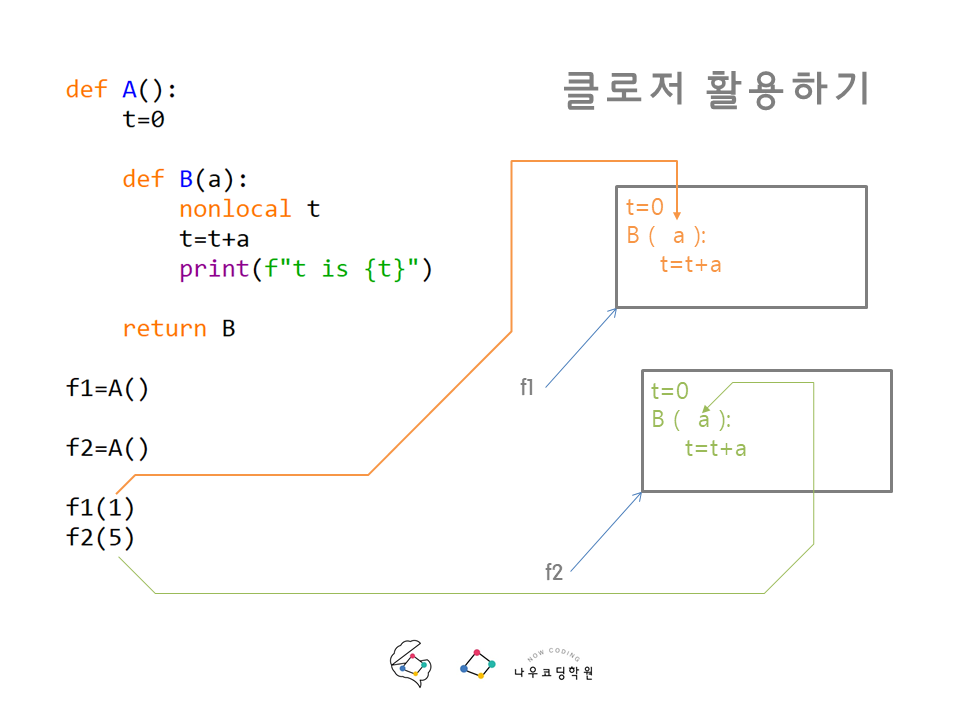 클로저 활용하기
def A():
    t=0
    def B(a):
        nonlocal t
        t=t+a
        print(f"t is {t}")
    return B
f1=A()
f2=A()
f1(1)
f2(5)
t=0
B ( a ):
t=t+a
f1
t=0
B ( a ):
t=t+a
f2
NOW CODING
나우코딩학원